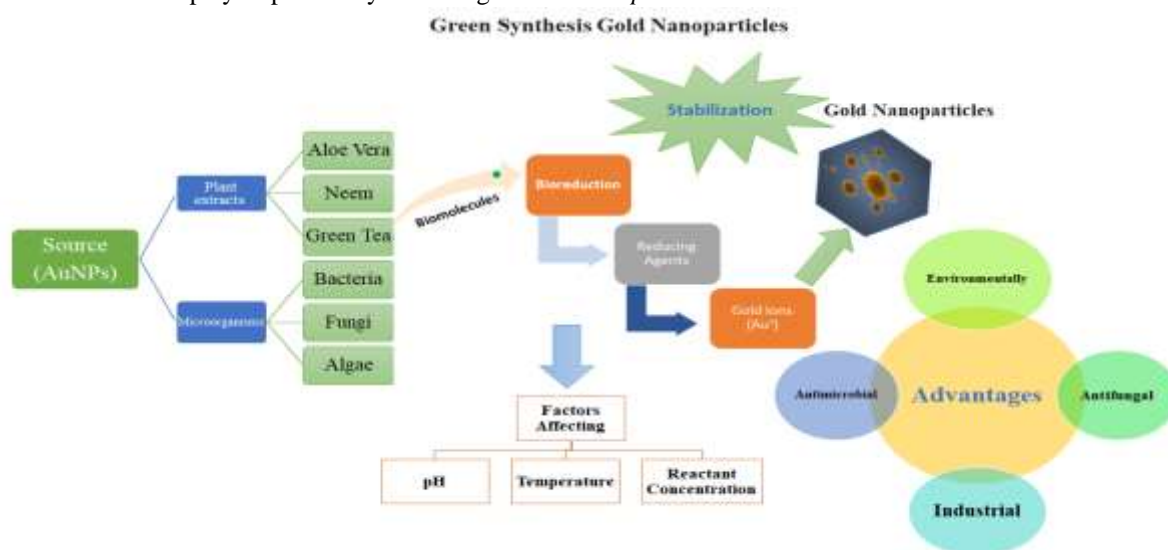 Green Synthesis Gold Nanoparticles
Stabilization
Gold Nanoparticles
Aloe Vera
Plant
extracts
Neem
Bioreduction
Biomolecules
Green Tea
Source
(AuNPs)
Reducing
Agents
Bacteria
Environmentally
Microorganisms
Fungi
Gold Ions
Algae
Antimicrobial
Advantages
Antifungal
Factors
Affecting
pH
Temperature
Reactant
Concentration
Industrial